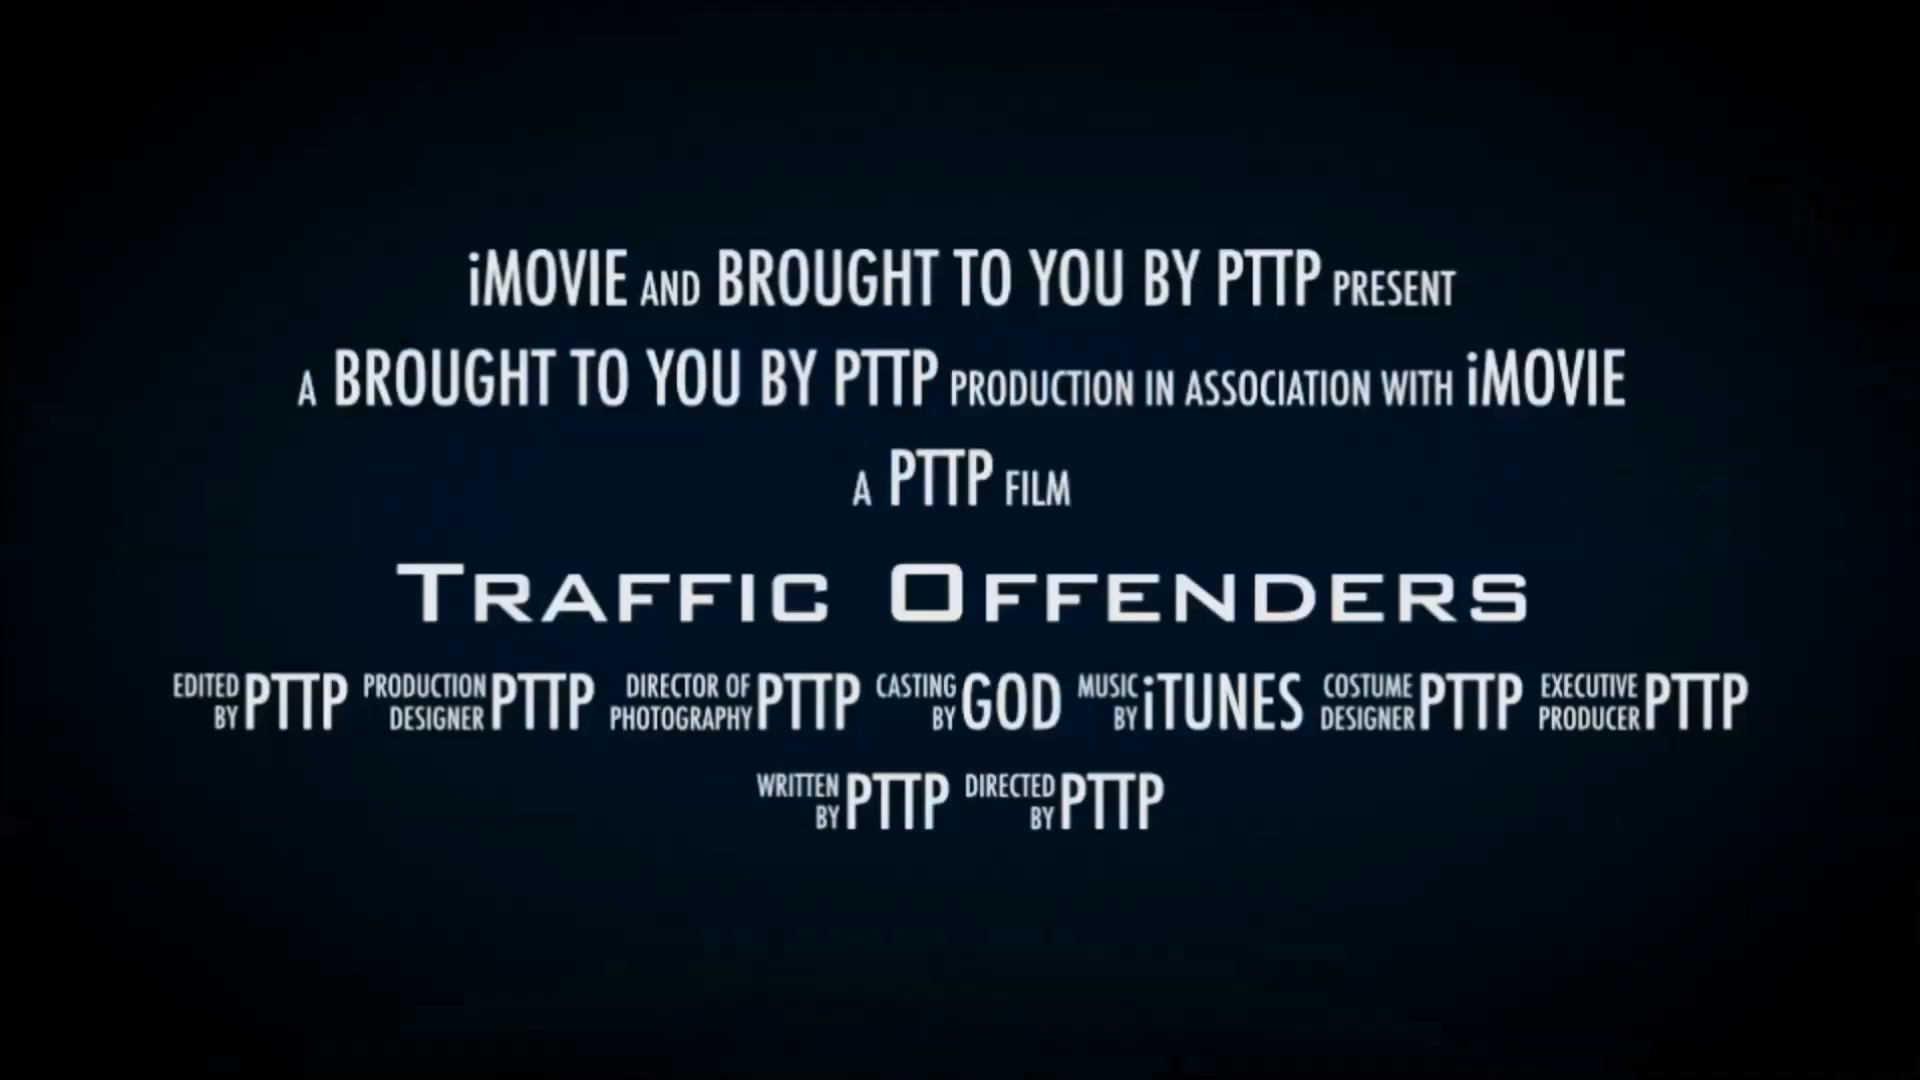 iMOVIE AND BROUGHT TO YOU BY PTTP PRESENT
A BROUGHT TO YOU BY PTTP PRODUCTION IN ASSOCIATION WITH iMOVIE
A PTTP FILM
TRAFFIC OFFENDERS
EDITED BY PTTP PRODUCTION DESIGNER PTTP DIRECTOR OF PHOTOGRAPHY PTTP CASTING BY GOD MUSIC BY iTUNES COSTUME DESIGNER PTTP EXECUTIVE PRODUCER PTTP
WRITTEN BY PTTP DIRECTED BY PTTP